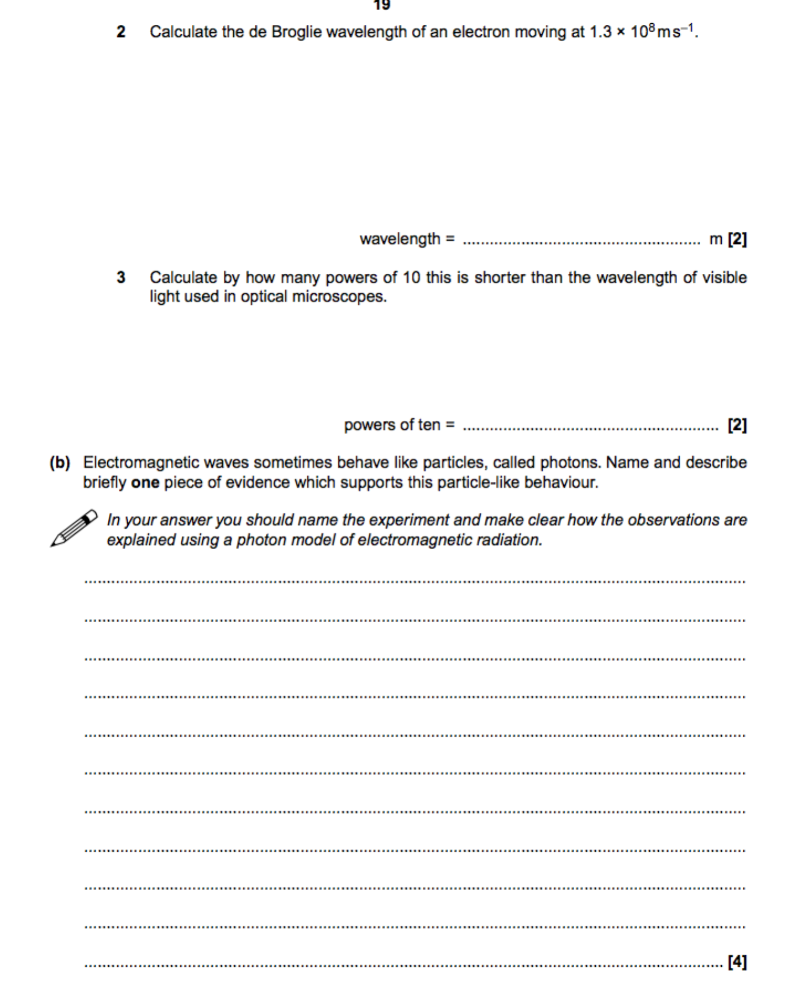 19
2 Calculate the de Broglie wavelength of an electron moving at 1.3 × 10⁸ m s⁻¹.
wavelength = ...................................................... m [2]
3 Calculate by how many powers of 10 this is shorter than the wavelength of visible
light used in optical microscopes.
powers of ten = .......................................................... [2]
(b) Electromagnetic waves sometimes behave like particles, called photons. Name and describe
briefly one piece of evidence which supports this particle-like behaviour.
In your answer you should name the experiment and make clear how the observations are
explained using a photon model of electromagnetic radiation.
[4]